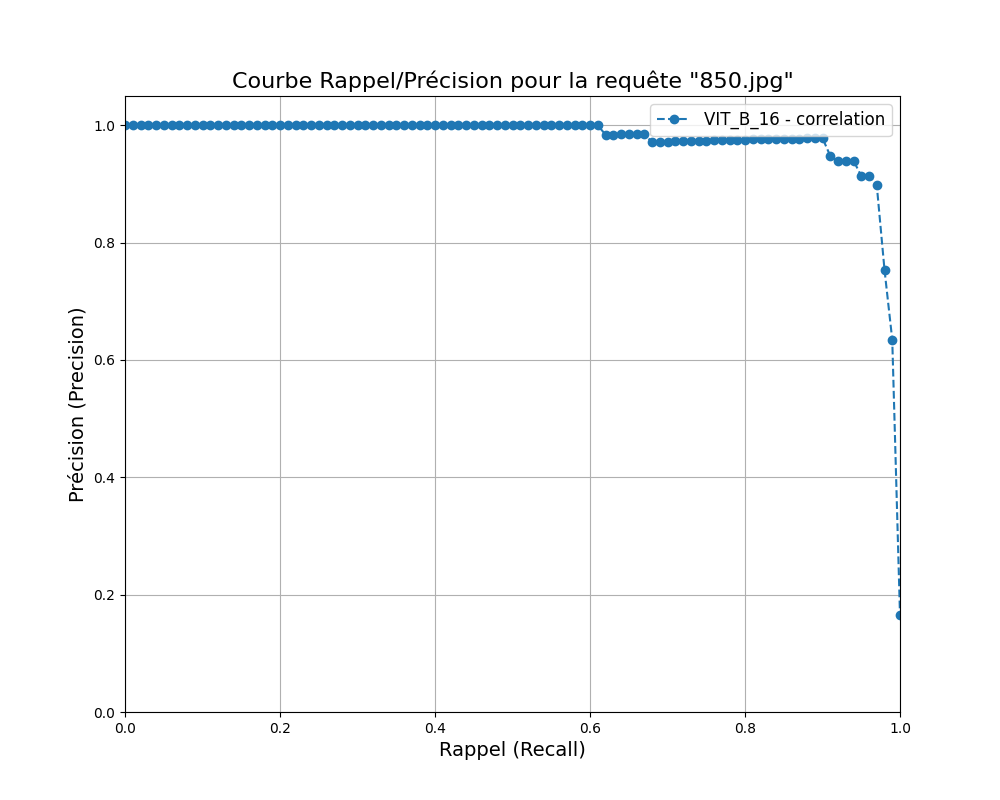 Courbe Rappel/Précision pour la requête "850.jpg"
VIT_B_16 - correlation
1.0
0.8
0.6
0.4
0.2
0.0
Précision (Precision)
0.0 0.2 0.4 0.6 0.8 1.0
Rappel (Recall)